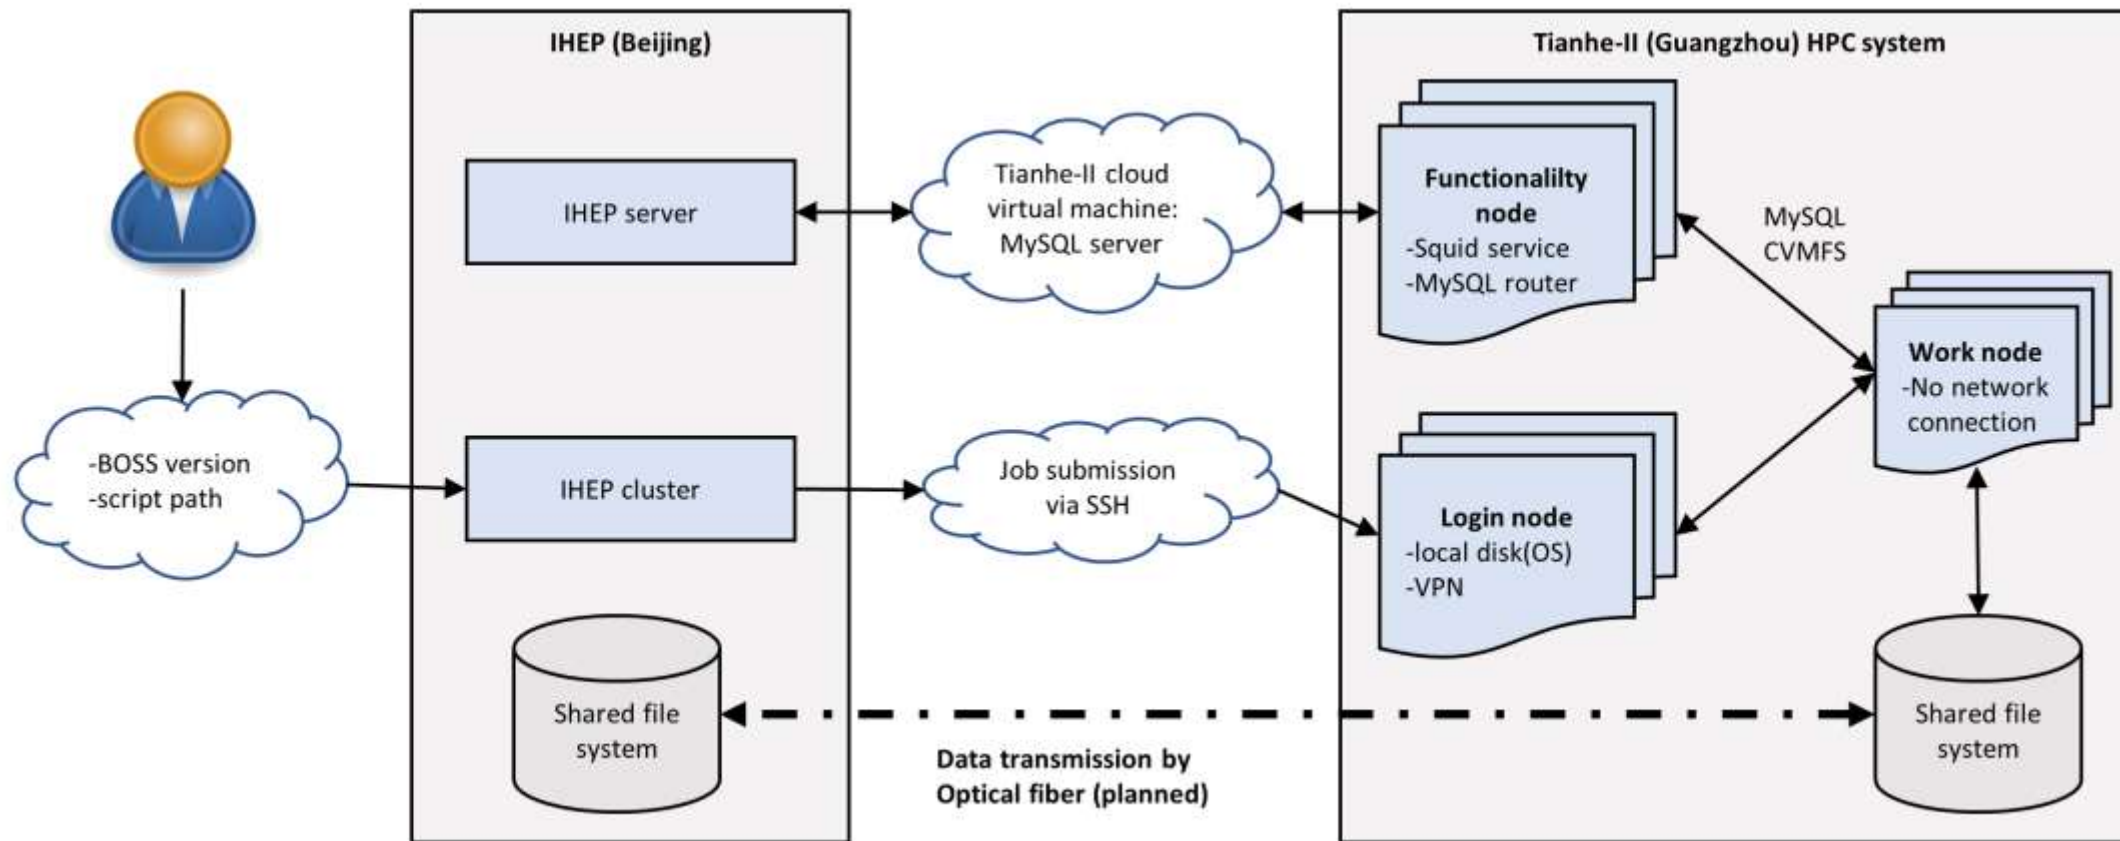 IHEP (Beijing)
Tianhe-II (Guangzhou) HPC system
-BOSS version
-script path
IHEP server
IHEP cluster
Shared file
system
Tianhe-II cloud
virtual machine:
MySQL server
Job submission
via SSH
Data transmission by
Optical fiber (planned)
Functionalilty
node
-Squid service
-MySQL router
MySQL
CVMFS
Login node
-local disk(OS)
-VPN
Work node
-No network
connection
Shared file
system